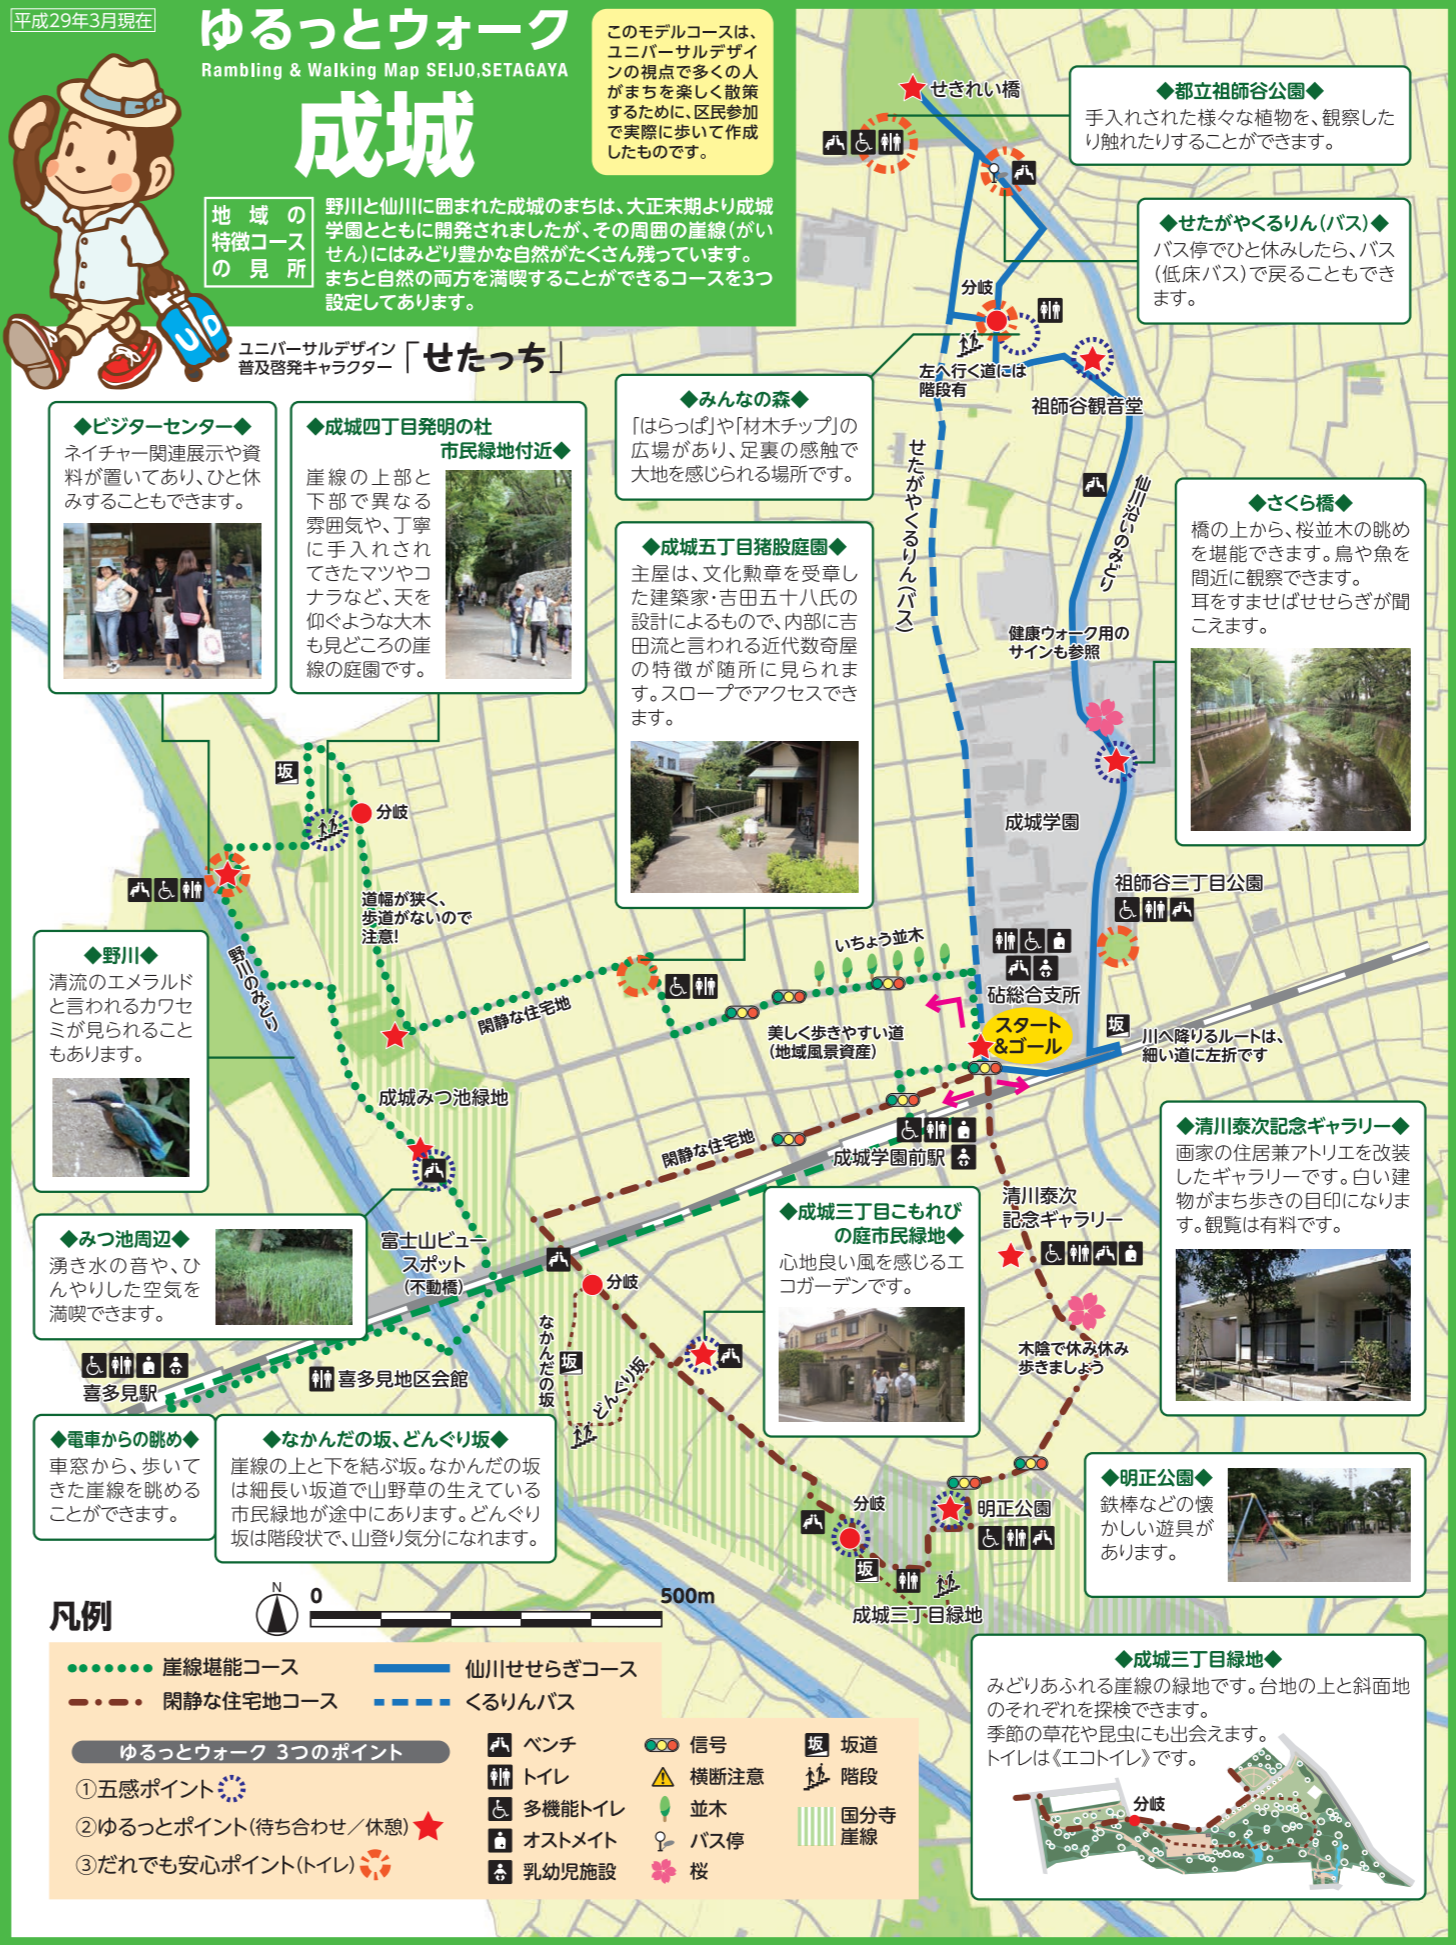 平成29年3月現在
ゆるっとウォーク
Rambling & Walking Map SEIJO,SETAGAYA
成城
このモデルコースは、
ユニバーサルデザイ
ンの視点で多くの人
がまちを楽しく散策
するために、区民参加
で実際に歩いて作成
したものです。
地域の
特徴コース
の見所
野川と仙川に囲まれた成城のまちは、大正末期より成城
学園とともに開発されましたが、その周囲の崖線(がい
せん)にはみどり豊かな自然がたくさん残っています。
まちと自然の両方を満喫することができるコースを3つ
設定してあります。
UD
ユニバーサルデザイン
普及啓発キャラクター「せたっち」
せきれい橋
◆都立祖師谷公園◆
手入れされた様々な植物を、観察した
り触れたりすることができます。
◆せたがやくるりん(バス)◆
バス停でひと休みしたら、バス
(低床バス)で戻ることもでき
ます。
分岐
左へ行く道には
階段有
祖師谷観音堂
◆みんなの森◆
「はらっぱ」や「材木チップ」の
広場があり、足裏の感触で
大地を感じられる場所です。
◆ビジターセンター◆
ネイチャー関連展示や資
料が置いてあり、ひと休
みすることもできます。
◆成城四丁目発明の杜
市民緑地付近◆
崖線の上部と
下部で異なる
雰囲気や、丁寧
に手入れされ
てきたマツやコ
ナラなど、天を
仰ぐような大木
も見どころの崖
線の庭園です。
◆成城五丁目猪股庭園◆
主屋は、文化勲章を受章し
た建築家・吉田五十八氏の
設計によるもので、内部に吉
田流と言われる近代数奇屋
の特徴が随所に見られま
す。スロープでアクセスでき
ます。
せたがやくるりん(バス)
仙川沿いのみどり
◆さくら橋◆
橋の上から、桜並木の眺め
を堪能できます。鳥や魚を
間近に観察できます。
耳をすませばせせらぎが聞
こえます。
健康ウォーク用の
サインも参照
坂
分岐
成城学園
道幅が狭く、
歩道がないので
注意!
祖師谷三丁目公園
◆野川◆
清流のエメラルド
と言われるカワセ
ミが見られること
もあります。
野川のみどり
いちょう並木
閑静な住宅地
砧総合支所
美しく歩きやすい道
(地域風景資産)
スタート
&ゴール
坂
川へ降りるルートは、
細い道に左折です
成城みつ池緑地
閑静な住宅地
成城学園前駅
◆清川泰次記念ギャラリー◆
画家の住居兼アトリエを改装
したギャラリーです。白い建
物がまち歩きの目印になりま
す。観覧は有料です。
清川泰次
記念ギャラリー
◆みつ池周辺◆
湧き水の音や、ひ
んやりした空気を
満喫できます。
富士山ビュー
スポット
(不動橋)
◆成城三丁目こもれび
の庭市民緑地◆
心地良い風を感じるエ
コガーデンです。
分岐
なかんだの坂
坂
どんぐり坂
木陰で休み休み
歩きましょう
喜多見駅
喜多見地区会館
◆電車からの眺め◆
車窓から、歩いて
きた崖線を眺める
ことができます。
◆なかんだの坂、どんぐり坂◆
崖線の上と下を結ぶ坂。なかんだの坂
は細長い坂道で山野草の生えている
市民緑地が途中にあります。どんぐり
坂は階段状で、山登り気分になれます。
分岐
明正公園
坂
成城三丁目緑地
◆明正公園◆
鉄棒などの懐
かしい遊具が
あります。
凡例
N
0
500m
崖線堪能コース
仙川せせらぎコース
閑静な住宅地コース
くるりんバス
ゆるっとウォーク 3つのポイント
①五感ポイント
②ゆるっとポイント(待ち合わせ/休憩)
③だれでも安心ポイント(トイレ)
ベンチ
トイレ
多機能トイレ
オストメイト
乳幼児施設
信号
横断注意
並木
バス停
桜
坂 坂道
階段
国分寺
崖線
◆成城三丁目緑地◆
みどりあふれる崖線の緑地です。台地の上と斜面地
のそれぞれを探検できます。
季節の草花や昆虫にも出会えます。
トイレは《エコトイレ》です。
分岐